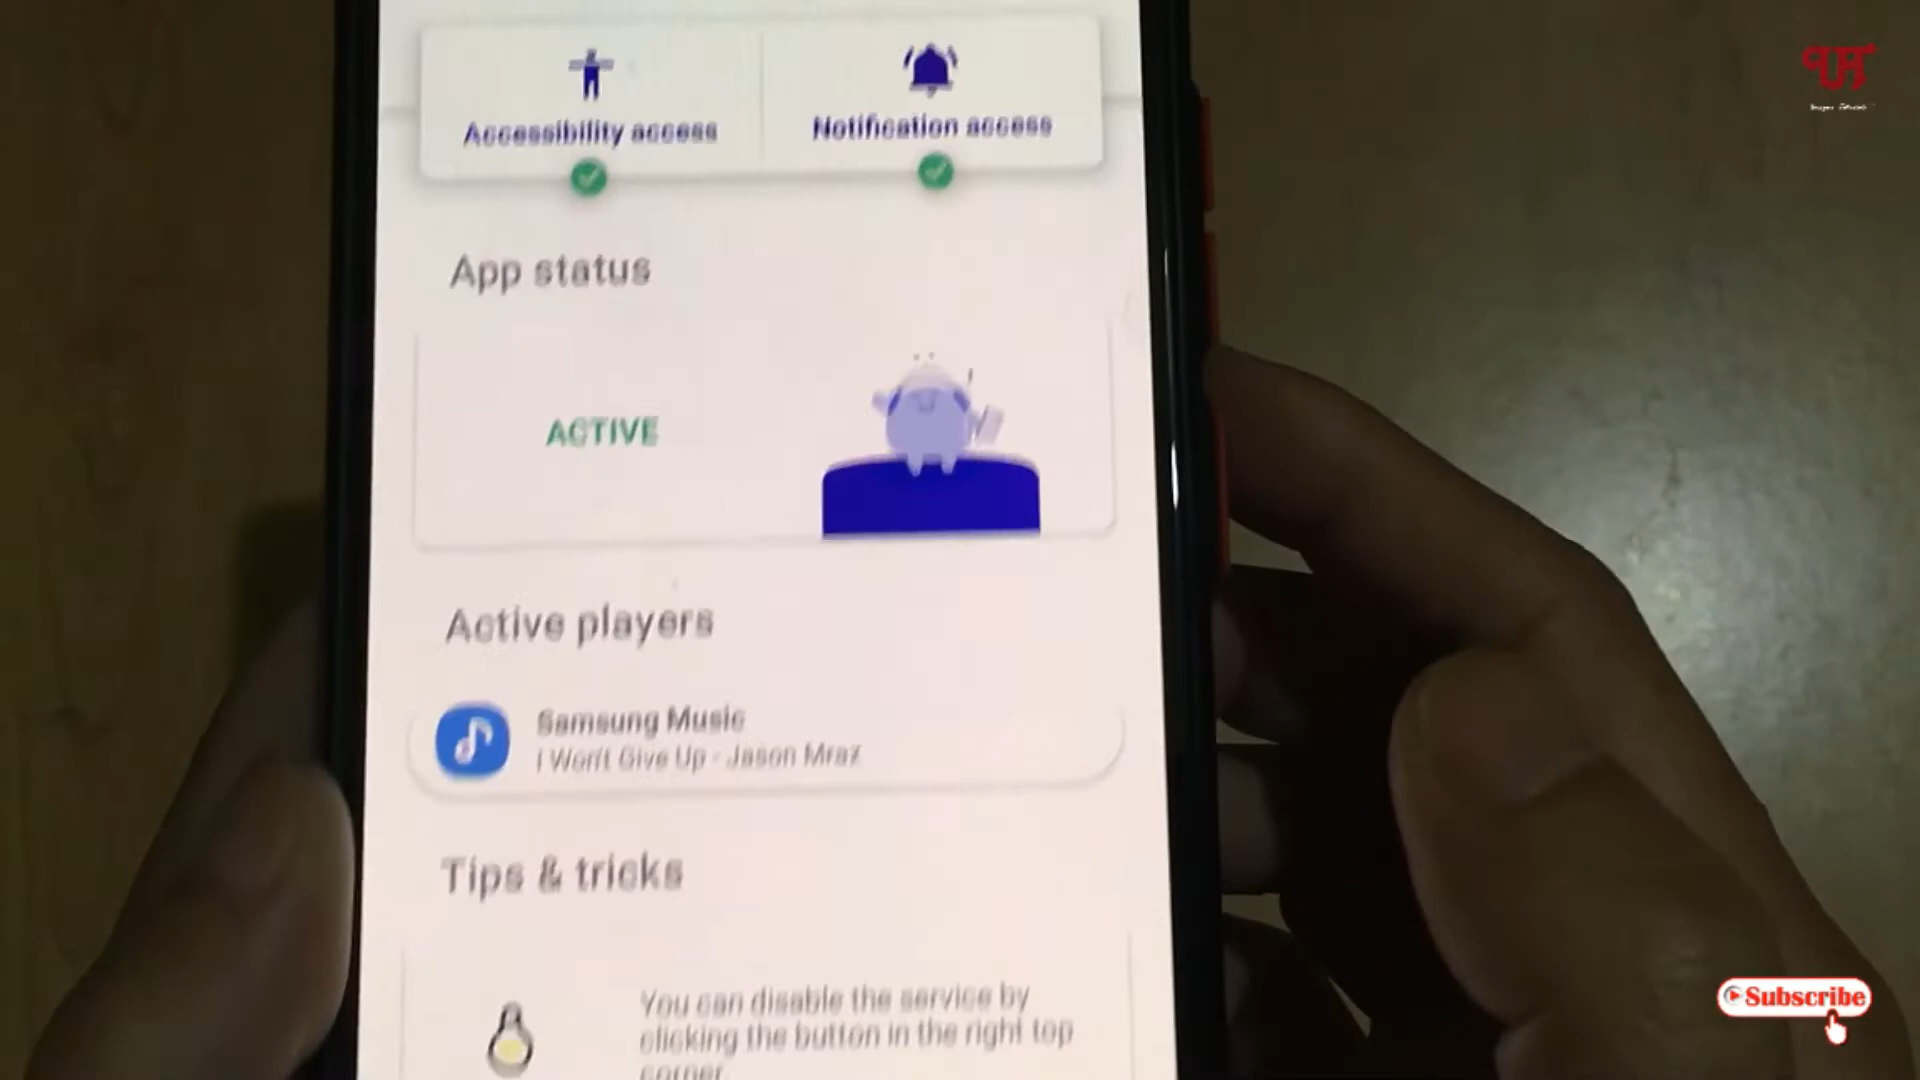 Accessibility access
Notification access
App status
ACTIVE
Active players
Samsung Music
I Won't Give Up - Jason Mraz
Tips & tricks
You can disable the service by
clicking the button in the right top
corner.
Subscribe